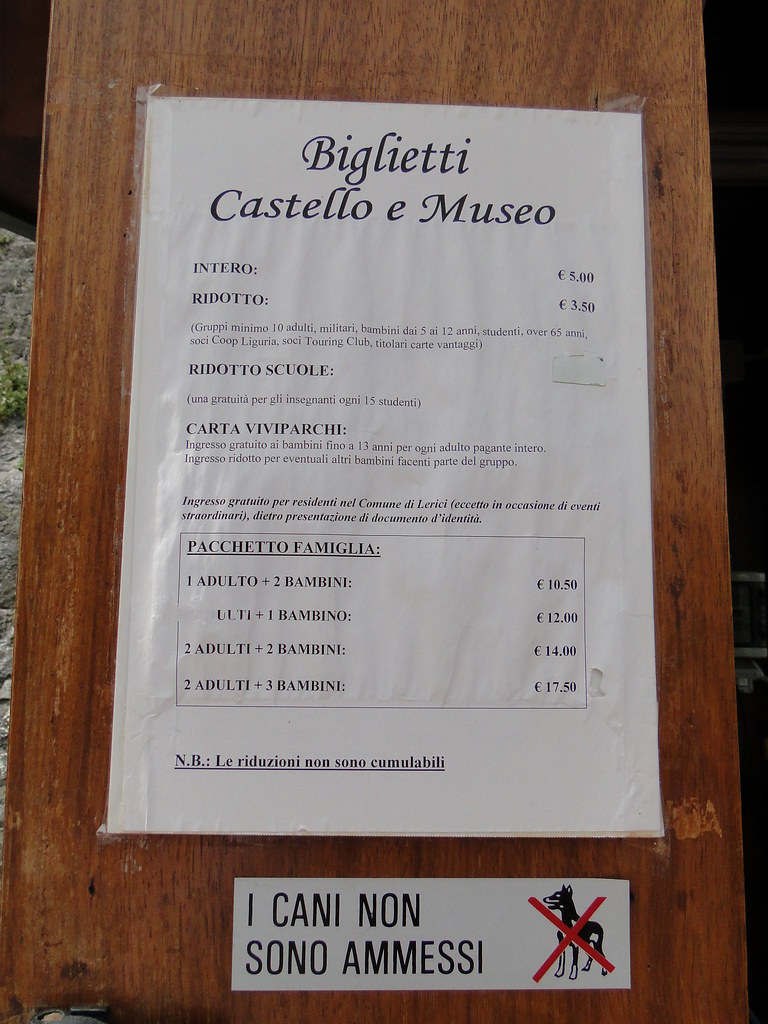 Biglietti
Castello e Museo
INTERO: € 5.00
RIDOTTO: € 3.50
(Gruppi minimo 10 adulti, militari, bambini dai 5 ai 12 anni, studenti, over 65 anni,
soci Coop Liguria, soci Touring Club, titolari carte vantaggi)
RIDOTTO SCUOLE:
(una gratuità per gli insegnanti ogni 15 studenti)
CARTA VIVIPARCHI:
Ingresso gratuito ai bambini fino a 13 anni per ogni adulto pagante intero.
Ingresso ridotto per eventuali altri bambini facenti parte del gruppo.
Ingresso gratuito per residenti nel Comune di Lerici (eccetto in occasione di eventi
straordinari), dietro presentazione di documento d'identità.
PACCHETTO FAMIGLIA:
1 ADULTO + 2 BAMBINI: € 10.50
+ 1 BAMBINO: € 12.00
2 ADULTI + 2 BAMBINI: € 14.00
2 ADULTI + 3 BAMBINI: € 17.50
N.B.: Le riduzioni non sono cumulabili
I CANI NON
SONO AMMESSI